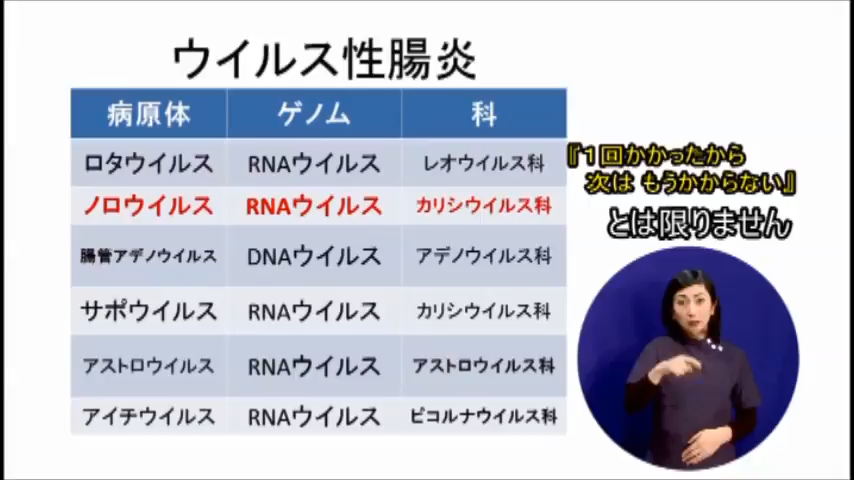 ウイルス性腸炎
病原体 ゲノム 科
ロタウイルス RNAウイルス レオウイルス科
ノロウイルス RNAウイルス カリシウイルス科
腸管アデノウイルス DNAウイルス アデノウイルス科
サポウイルス RNAウイルス カリシウイルス科
アストロウイルス RNAウイルス アストロウイルス科
アイチウイルス RNAウイルス ピコルナウイルス科
『1回かかったから
次は もうかからない』
とは限りません